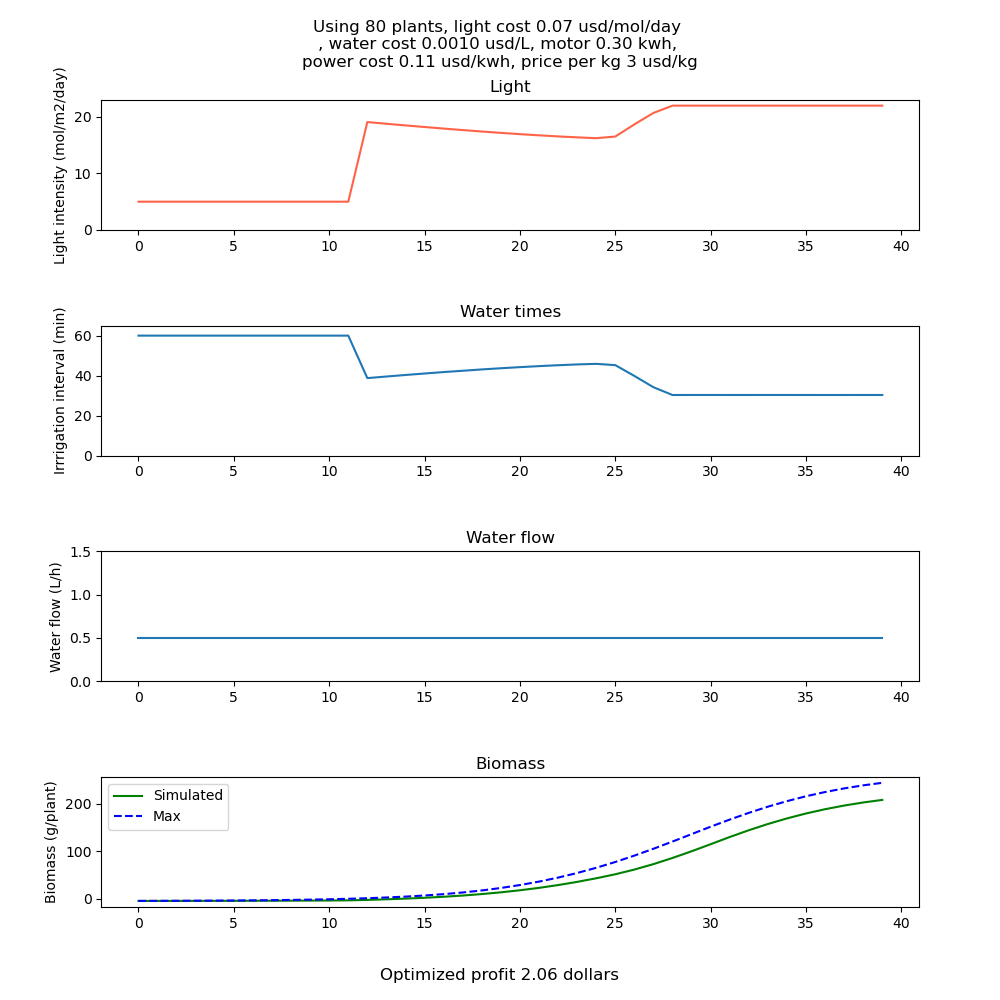 Using 80 plants, light cost 0.07 usd/mol/day
, water cost 0.0010 usd/L, motor 0.30 kwh,
power cost 0.11 usd/kwh, price per kg 3 usd/kg
Light
Light intensity (mol/m2/day)
20
10
0
0 5 10 15 20 25 30 35 40
Water times
Irrrigation interval (min)
60
40
20
0
0 5 10 15 20 25 30 35 40
Water flow
Water flow (L/h)
1.5
1.0
0.5
0.0
0 5 10 15 20 25 30 35 40
Biomass
Biomass (g/plant)
Simulated
Max
200
100
0
0 5 10 15 20 25 30 35 40
Optimized profit 2.06 dollars